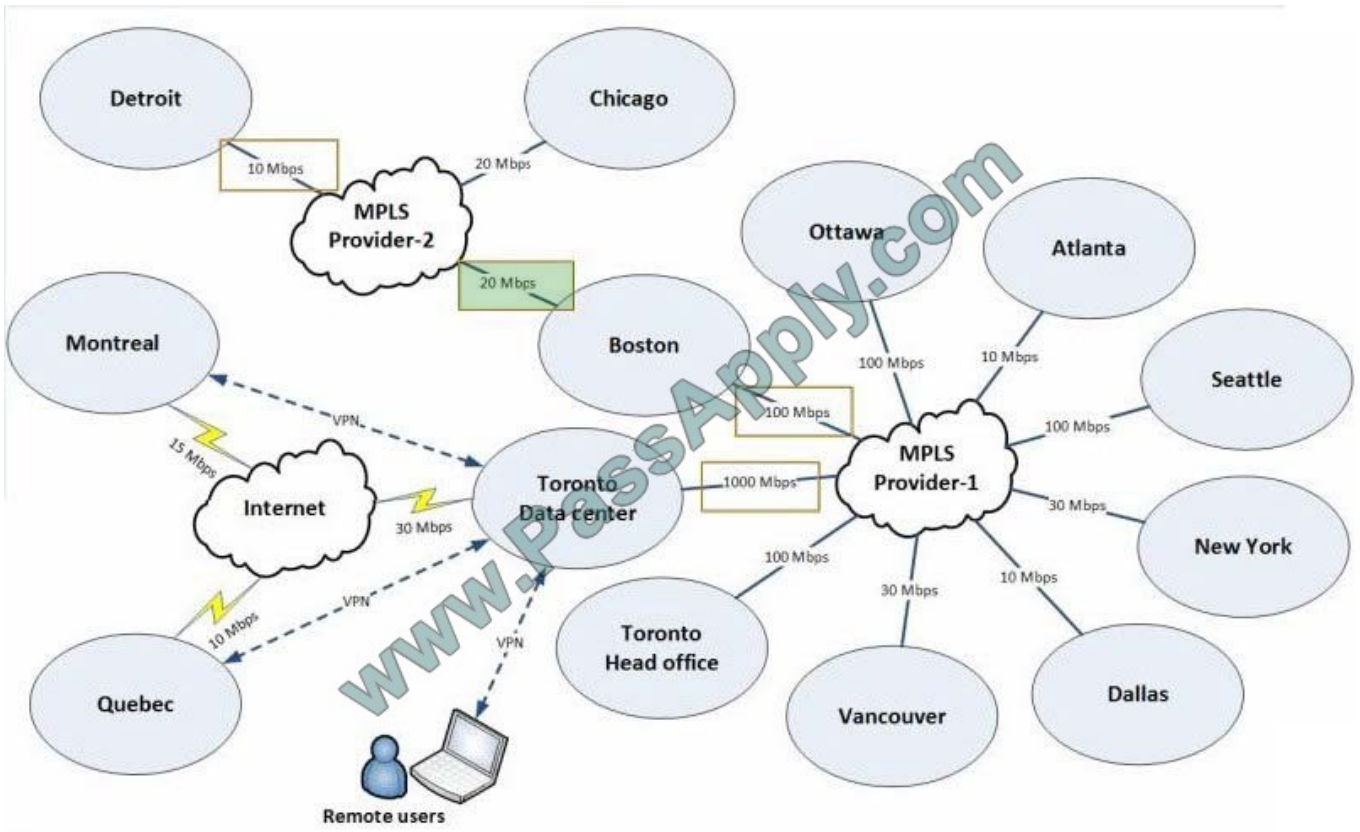 Detroit
Chicago
10 Mbps
20 Mbps
MPLS
Provider-2
20 Mbps
Ottawa
Atlanta
Montreal
Boston
100 Mbps
10 Mbps
Seattle
VPN
100 Mbps
100 Mbps
15 Mbps
MPLS
Provider-1
Toronto
Data center
1000 Mbps
Internet
30 Mbps
30 Mbps
New York
100 Mbps
10 Mbps
30 Mbps
VPN
10 Mbps
VPN
Toronto
Head office
Quebec
Vancouver
Dallas
Remote users
www.PassApply.com